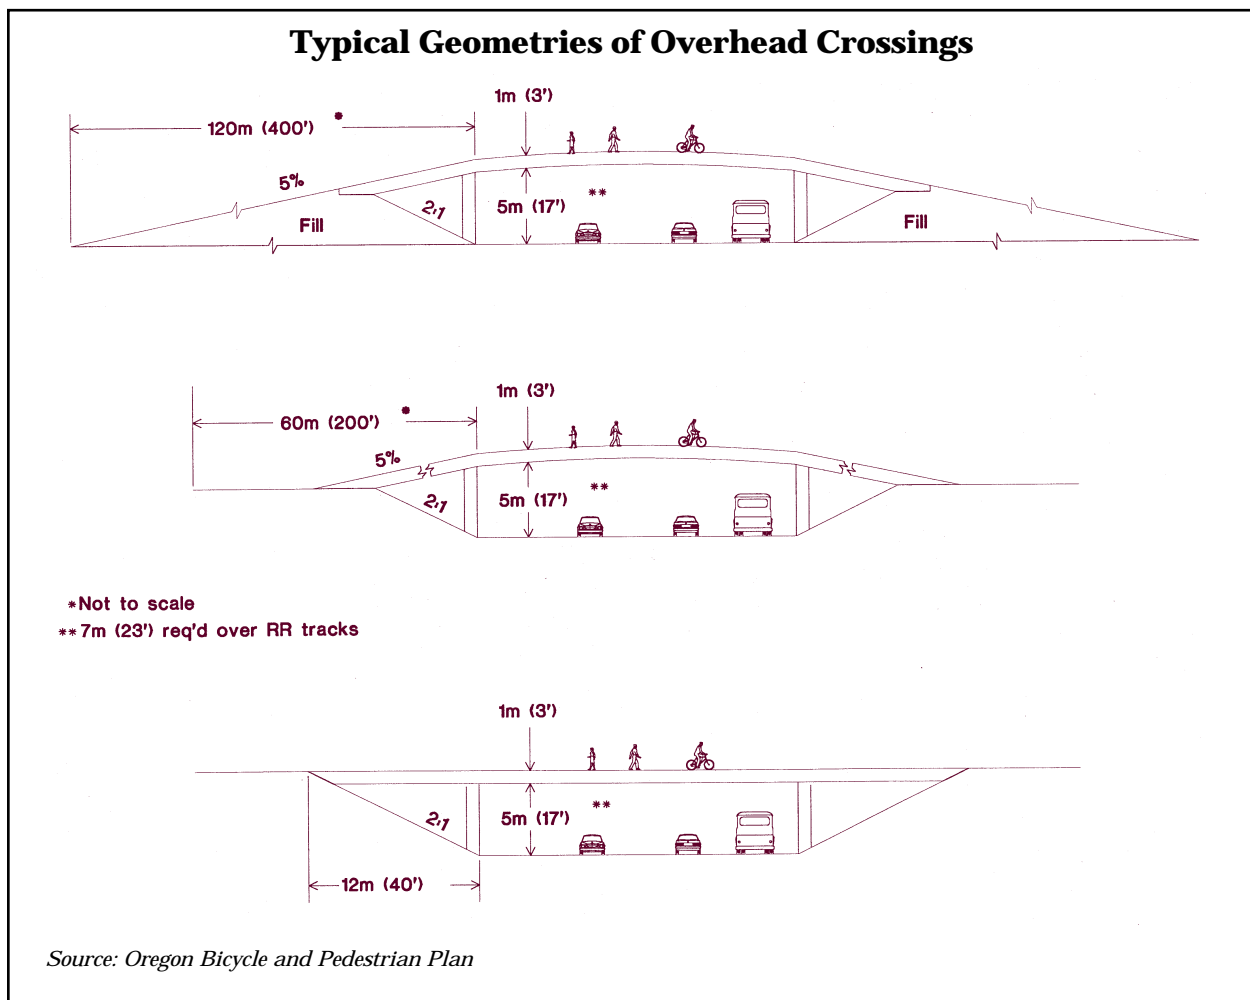 Typical Geometries of Overhead Crossings
1m (3')
120m (400') *
5%
2:1
5m (17')
**
Fill
Fill
1m (3')
60m (200') *
5%
2:1
5m (17')
**
*Not to scale
**7m (23') req'd over RR tracks
1m (3')
2:1
5m (17')
**
12m (40')
Source: Oregon Bicycle and Pedestrian Plan